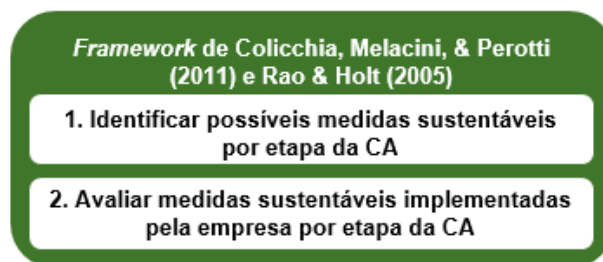 Framework de Colicchia, Melacini, & Perotti
(2011) e Rao & Holt (2005)
1. Identificar possíveis medidas sustentáveis
por etapa da CA
2. Avaliar medidas sustentáveis implementadas
pela empresa por etapa da CA